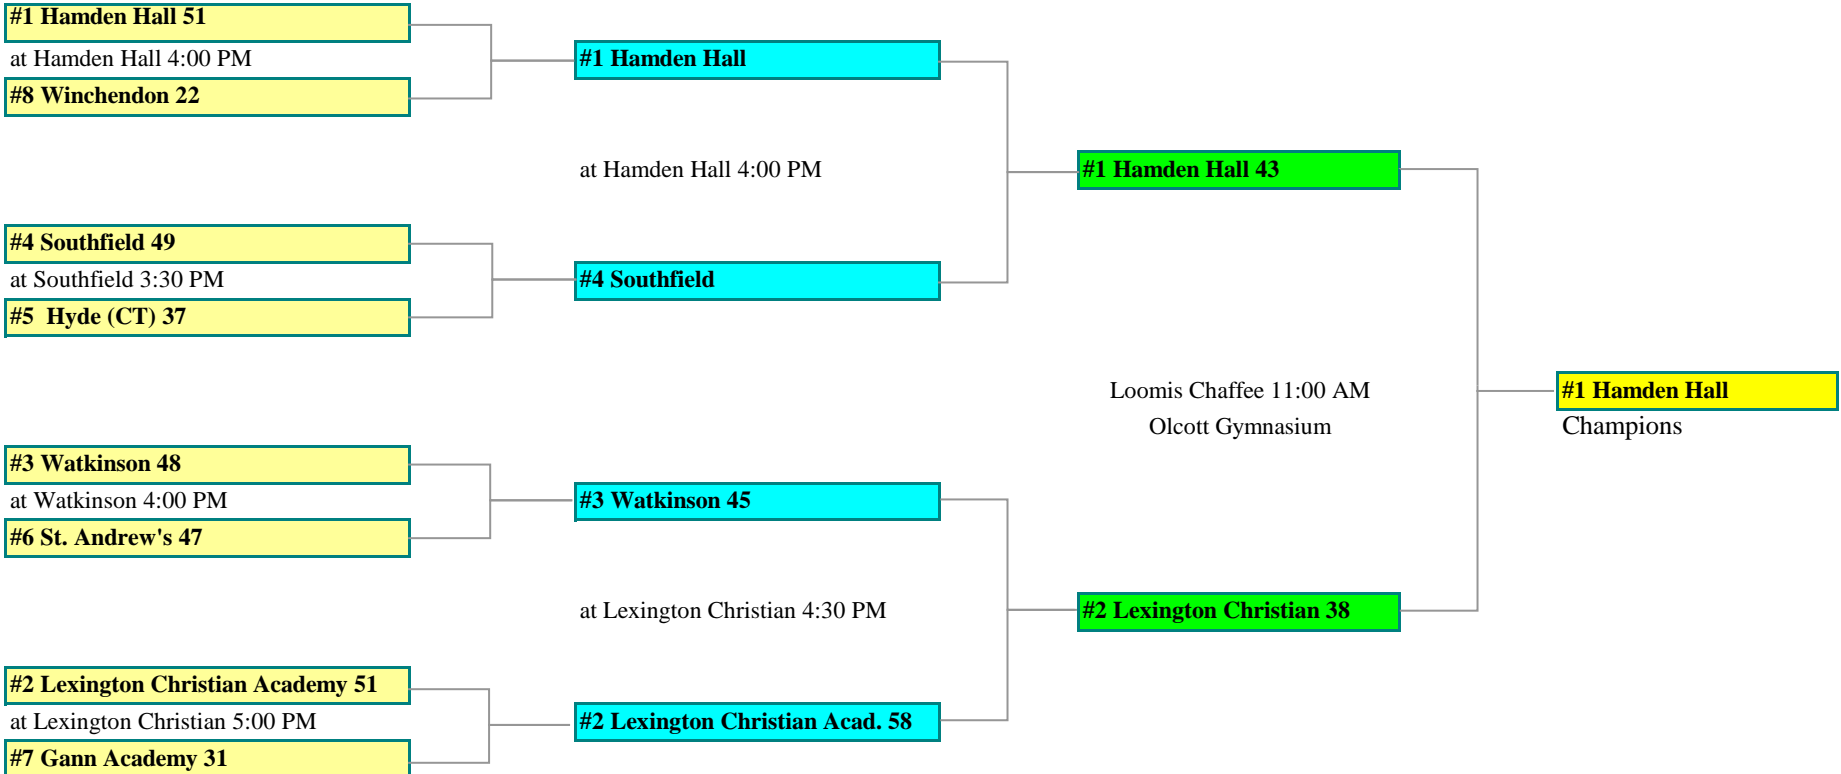 #1 Hamden Hall 51
at Hamden Hall 4:00 PM
#8 Winchendon 22
#4 Southfield 49
at Southfield 3:30 PM
#5  Hyde (CT) 37
#3 Watkinson 48
at Watkinson 4:00 PM
#6 St. Andrew's 47
#2 Lexington Christian Academy 51
at Lexington Christian 5:00 PM
#7 Gann Academy 31
#1 Hamden Hall
at Hamden Hall 4:00 PM
#4 Southfield
#3 Watkinson 45
at Lexington Christian 4:30 PM
#2 Lexington Christian Acad. 58
#1 Hamden Hall 43
Loomis Chaffee 11:00 AM
Olcott Gymnasium
#2 Lexington Christian 38
#1 Hamden Hall
Champions